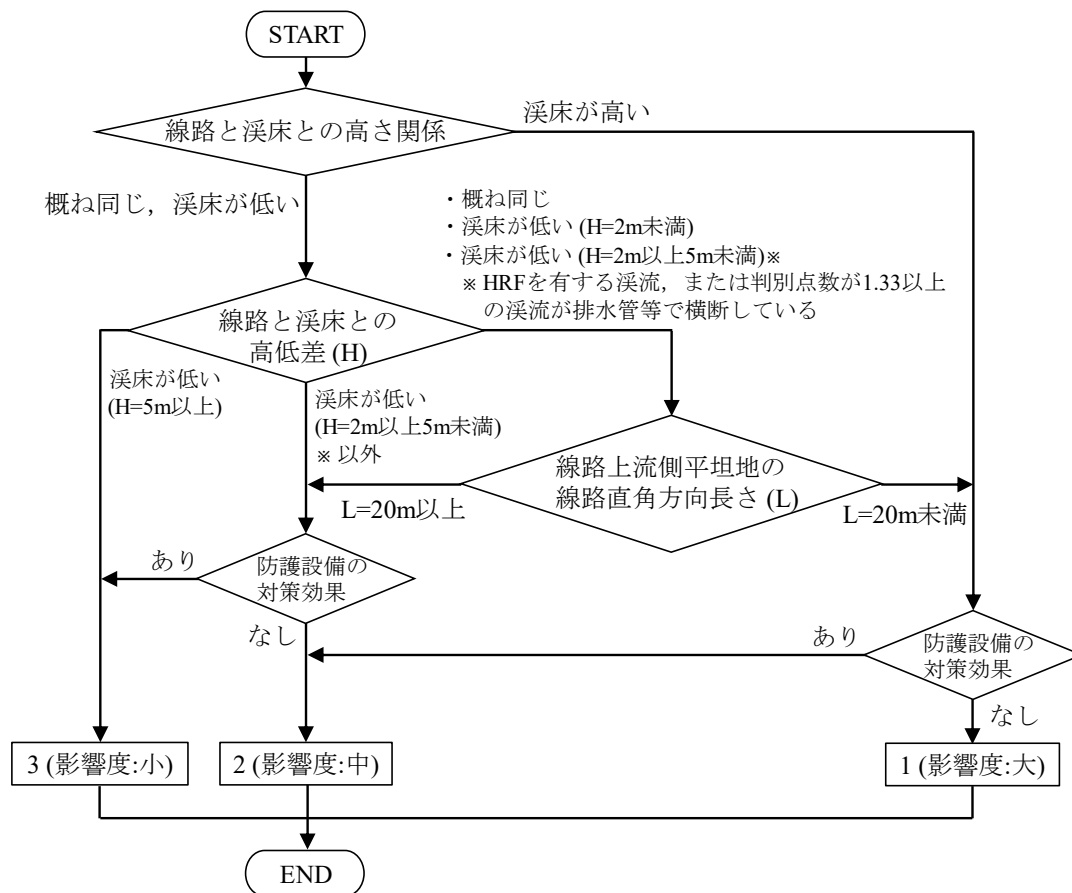 START
線路と渓床との高さ関係
渓床が高い
概ね同じ，渓床が低い
・概ね同じ
・渓床が低い (H=2m未満)
・渓床が低い (H=2m以上5m未満)※
※ HRFを有する渓流，または判別点数が1.33以上
の渓流が排水管等で横断している
線路と渓床との
高低差 (H)
渓床が低い
(H=5m以上)
渓床が低い
(H=2m以上5m未満)
※ 以外
線路上流側平坦地の
線路直角方向長さ (L)
L=20m以上
L=20m未満
防護設備の
対策効果
あり
なし
防護設備の
対策効果
あり
なし
3 (影響度:小)
2 (影響度:中)
1 (影響度:大)
END